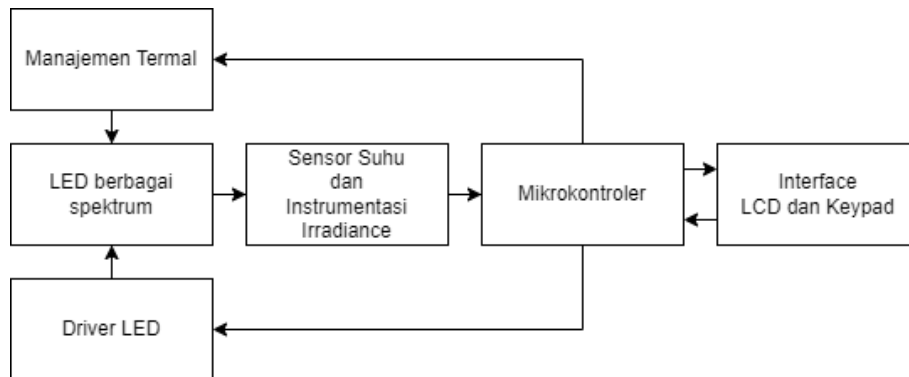 Manajemen Termal
LED berbagai
spektrum
Sensor Suhu
dan
Instrumentasi
Irradiance
Mikrokontroler
Interface
LCD dan Keypad
Driver LED